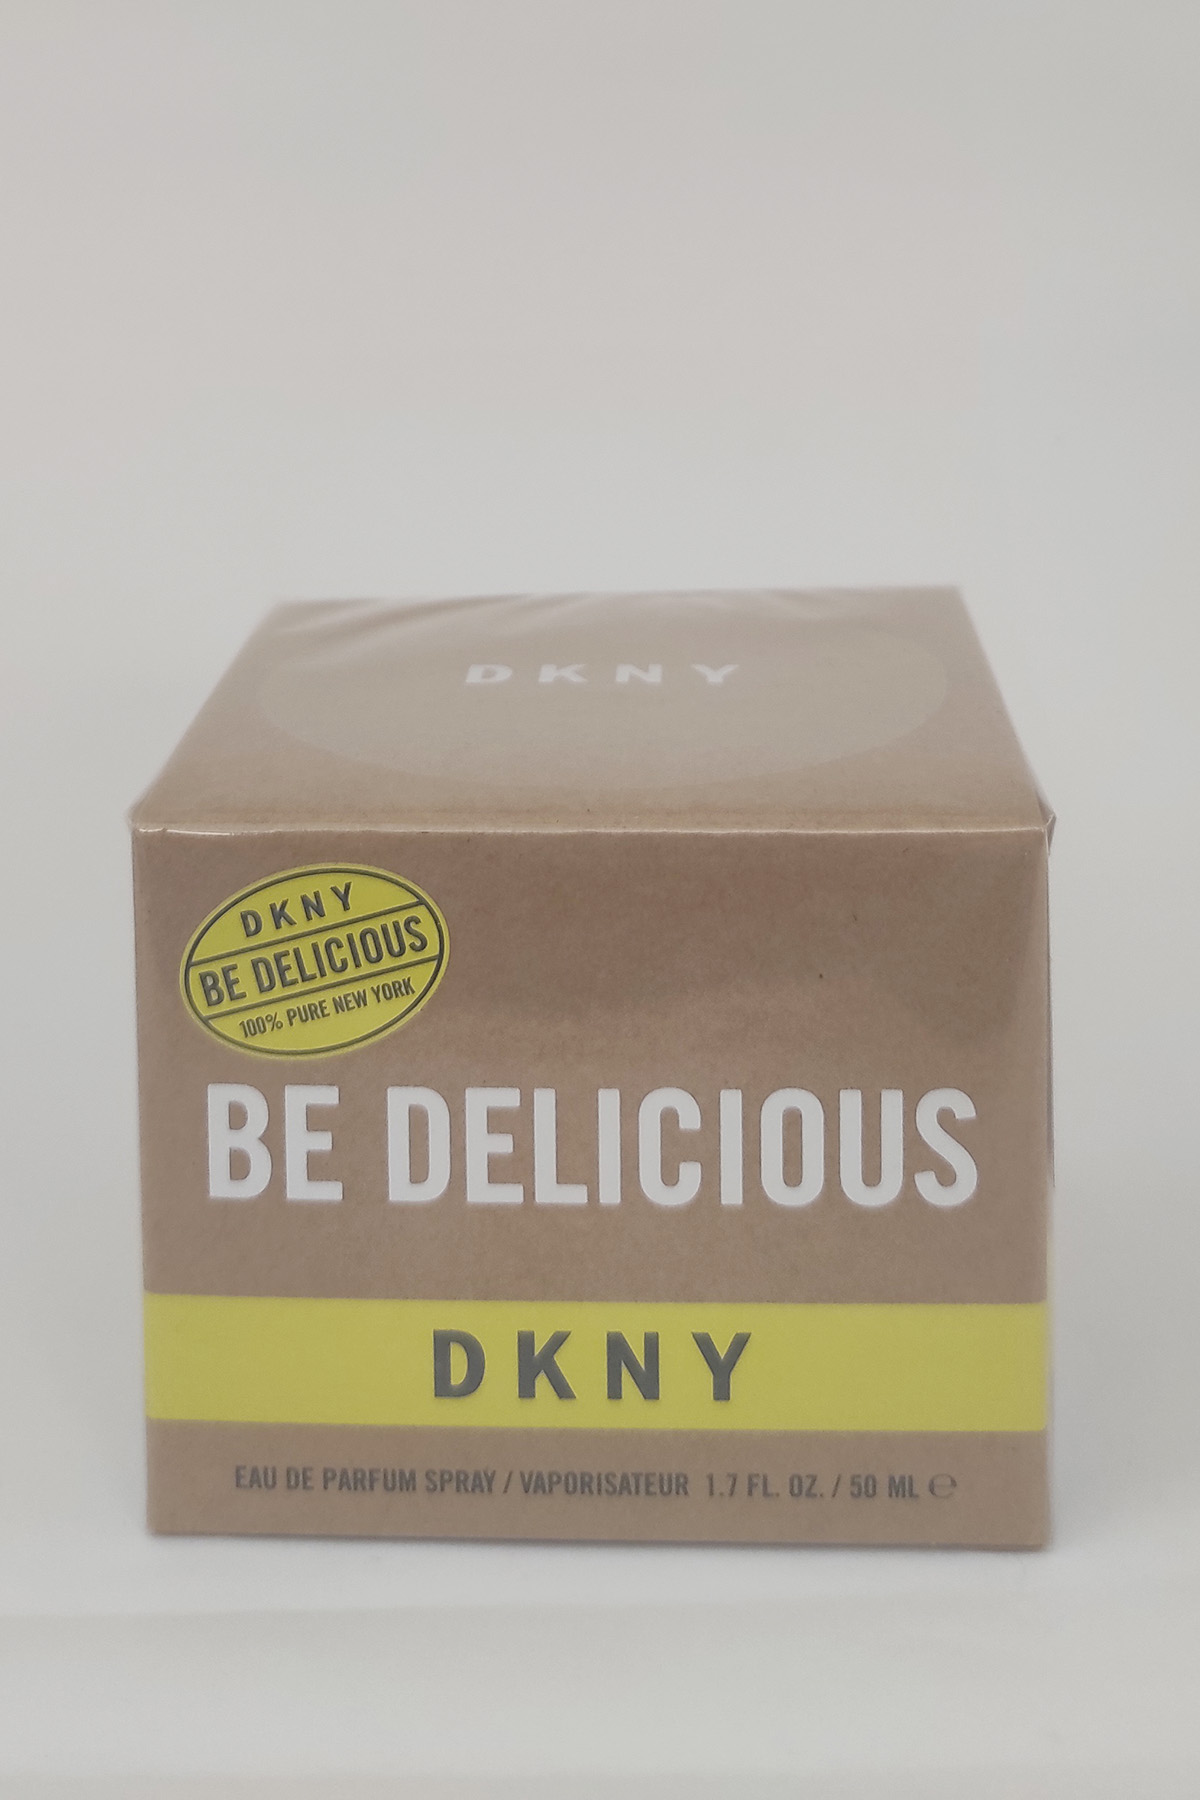 DKNY
DKNY
BE DELICIOUS
100% PURE NEW YORK
BE DELICIOUS
DKNY
EAU DE PARFUM SPRAY / VAPORISATEUR 1.7 FL. OZ. / 50 ML ℮